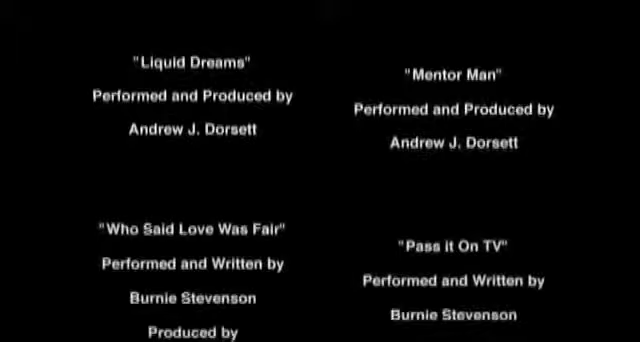 "Liquid Dreams"
Performed and Produced by
Andrew J. Dorsett
"Mentor Man"
Performed and Produced by
Andrew J. Dorsett
"Who Said Love Was Fair"
Performed and Written by
Burnie Stevenson
Produced by
"Pass it On TV"
Performed and Written by
Burnie Stevenson